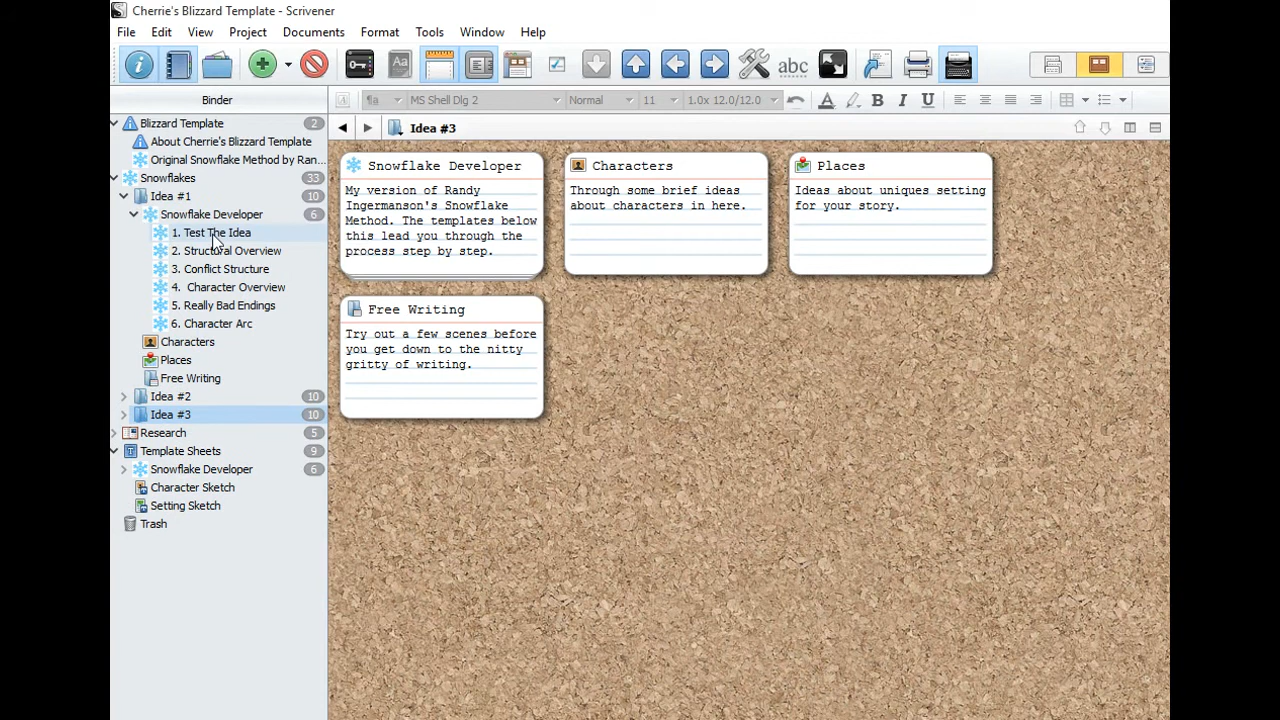 Cherrie's Blizzard Template - Scrivener
File Edit View Project Documents Format Tools Window Help
Aa
abc
Binder
¶a MS Shell Dlg 2 Normal 11 1.0x 12.0/12.0 A B I U
Idea #3
Blizzard Template 2
About Cherrie's Blizzard Template
Original Snowflake Method by Ran...
Snowflakes 33
Idea #1 10
Snowflake Developer 6
1. Test The Idea
2. Structural Overview
3. Conflict Structure
4. Character Overview
5. Really Bad Endings
6. Character Arc
Characters
Places
Free Writing
Idea #2 10
Idea #3 10
Research 5
Template Sheets 9
Snowflake Developer 6
Character Sketch
Setting Sketch
Trash
Snowflake Developer
My version of Randy
Ingermanson's Snowflake
Method. The templates below
this lead you through the
process step by step.
Characters
Through some brief ideas
about characters in here.
Places
Ideas about uniques setting
for your story.
Free Writing
Try out a few scenes before
you get down to the nitty
gritty of writing.